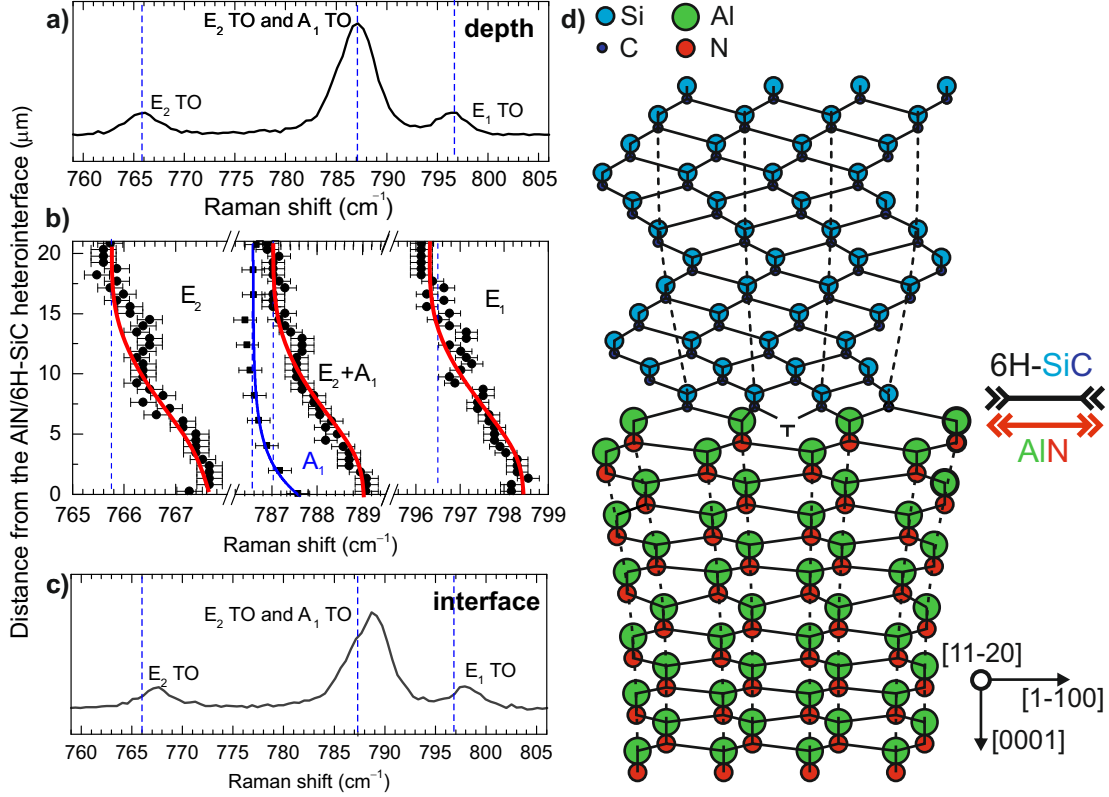 a)
E₂ TO and A₁ TO
depth
E₂ TO
E₁ TO
760 765 770 775 780 785 790 795 800 805
Raman shift (cm⁻¹)
Distance from the AlN/6H-SiC heterointerface (μm)
b)
20
15
10
5
0
E₂
E₂+A₁
A₁
E₁
765 766 767 787 788 789 796 797 798 799
Raman shift (cm⁻¹)
c)
E₂ TO and A₁ TO
interface
E₂ TO
E₁ TO
760 765 770 775 780 785 790 795 800 805
Raman shift (cm⁻¹)
d)
Si
Al
C
N
6H-SiC
AlN
[11-20]
[1-100]
[0001]